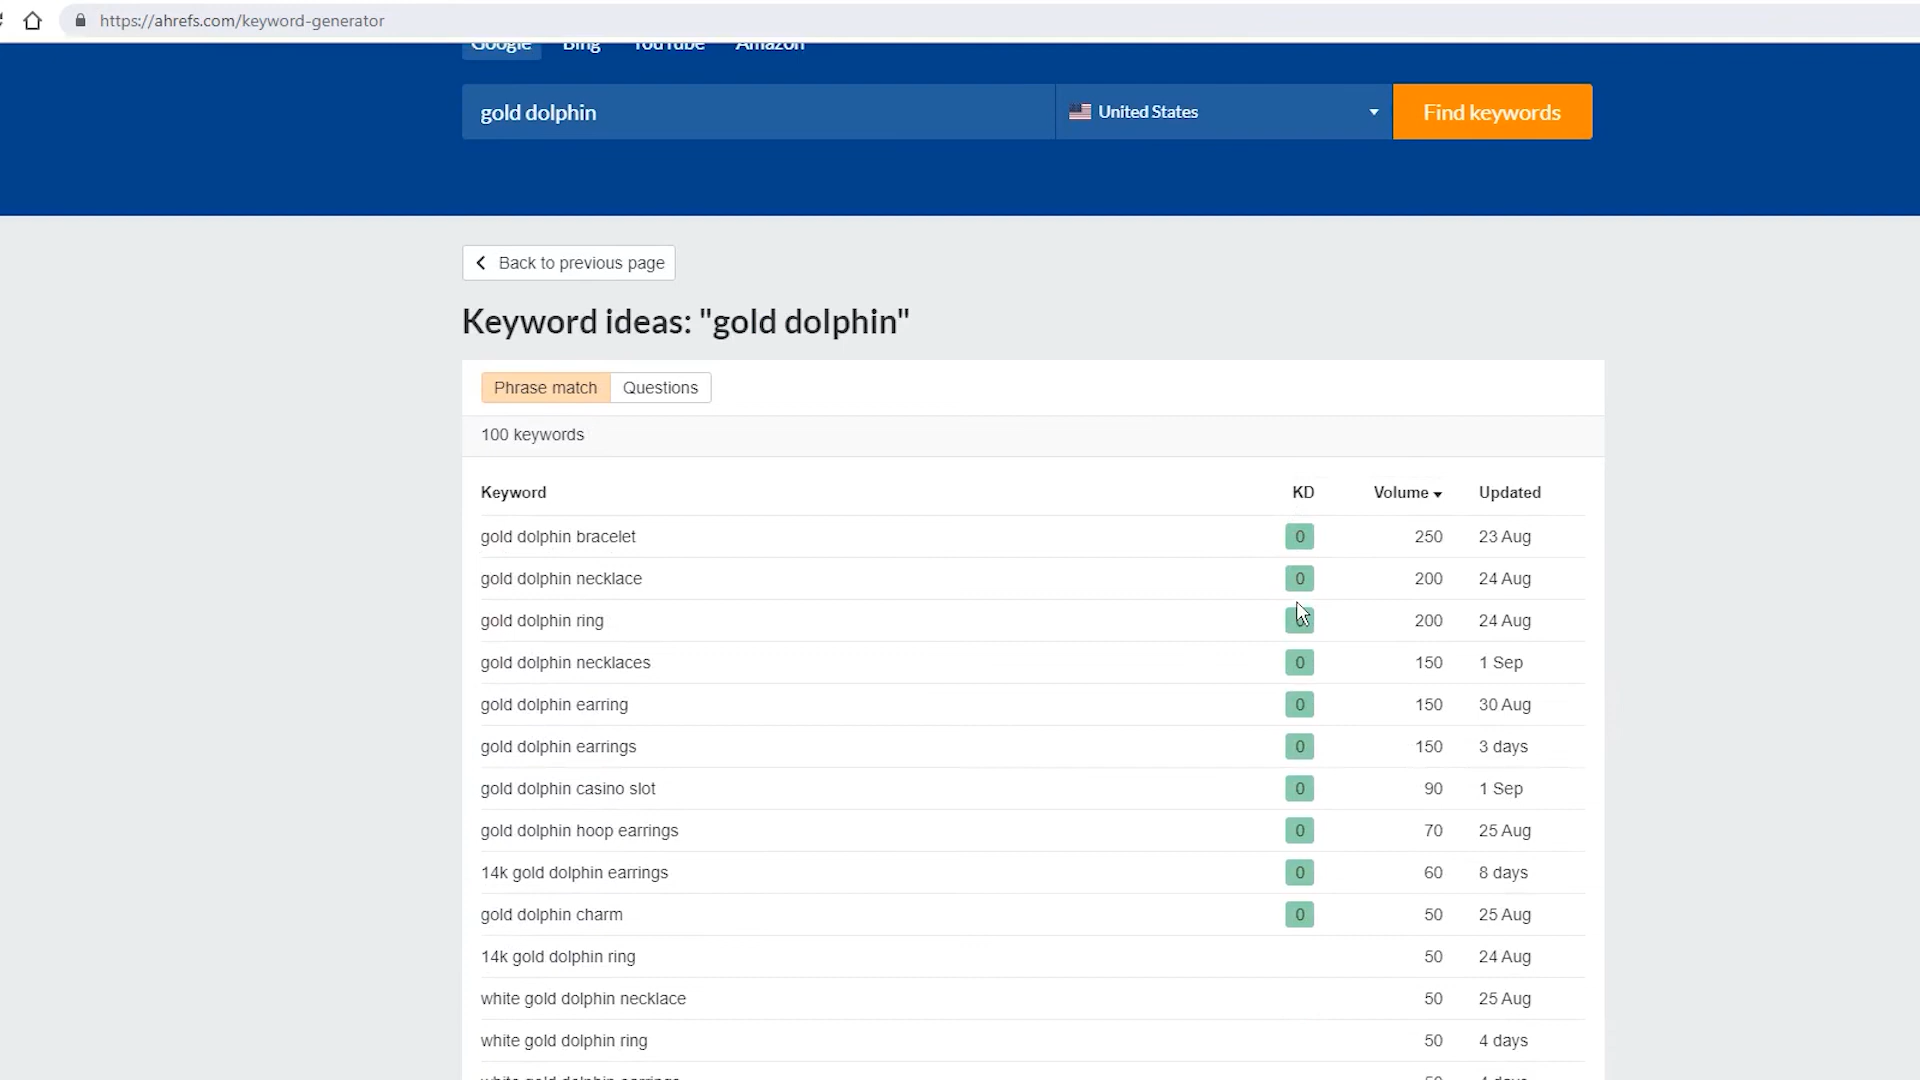 https://ahrefs.com/keyword-generator
Google Bing YouTube Amazon
gold dolphin United States Find keywords
Back to previous page
Keyword ideas: "gold dolphin"
Phrase match Questions
100 keywords
Keyword KD Volume Updated
gold dolphin bracelet 0 250 23 Aug
gold dolphin necklace 0 200 24 Aug
gold dolphin ring 200 24 Aug
gold dolphin necklaces 0 150 1 Sep
gold dolphin earring 0 150 30 Aug
gold dolphin earrings 0 150 3 days
gold dolphin casino slot 0 90 1 Sep
gold dolphin hoop earrings 0 70 25 Aug
14k gold dolphin earrings 0 60 8 days
gold dolphin charm 0 50 25 Aug
14k gold dolphin ring 50 24 Aug
white gold dolphin necklace 50 25 Aug
white gold dolphin ring 50 4 days